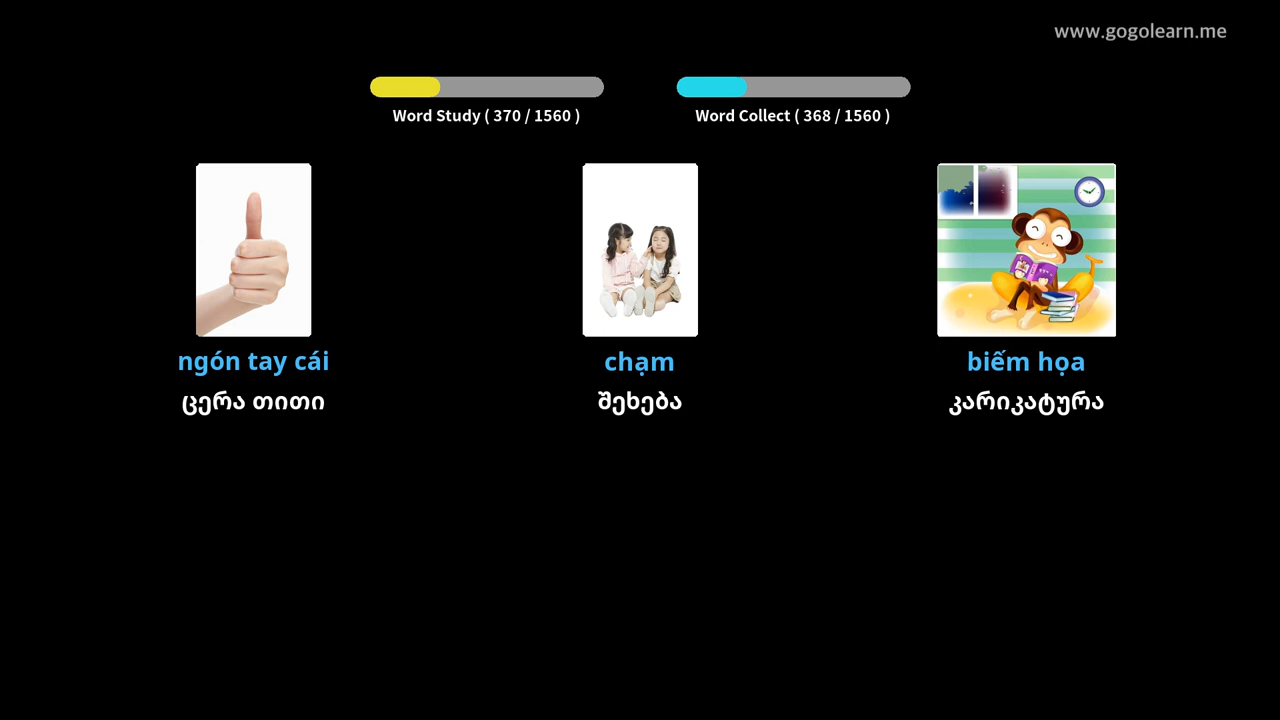 www.gogolearn.me
Word Study ( 370 / 1560 )
Word Collect ( 368 / 1560 )
ngón tay cái
chạm
biếm họa
ცერა თითი
შეხება
კარიკატურა